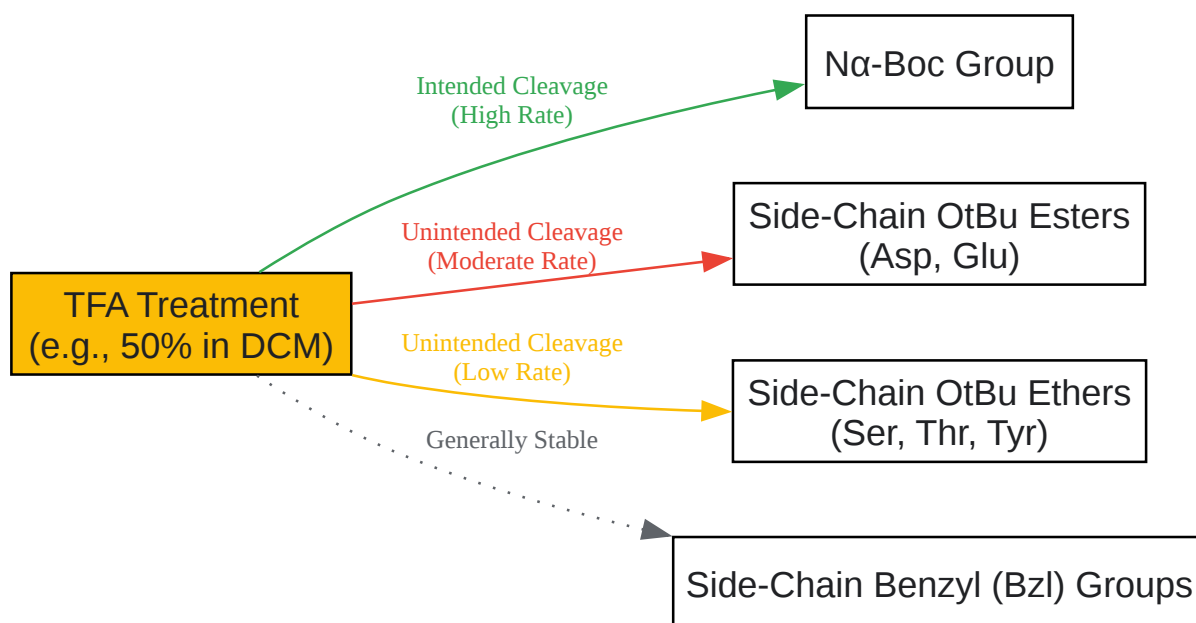 Nα-Boc Group
Intended Cleavage
(High Rate)
Side-Chain OtBu Esters
(Asp, Glu)
Unintended Cleavage
(Moderate Rate)
TFA Treatment
(e.g., 50% in DCM)
Unintended Cleavage
(Low Rate)
Side-Chain OtBu Ethers
(Ser, Thr, Tyr)
Generally Stable
Side-Chain Benzyl (Bzl) Groups